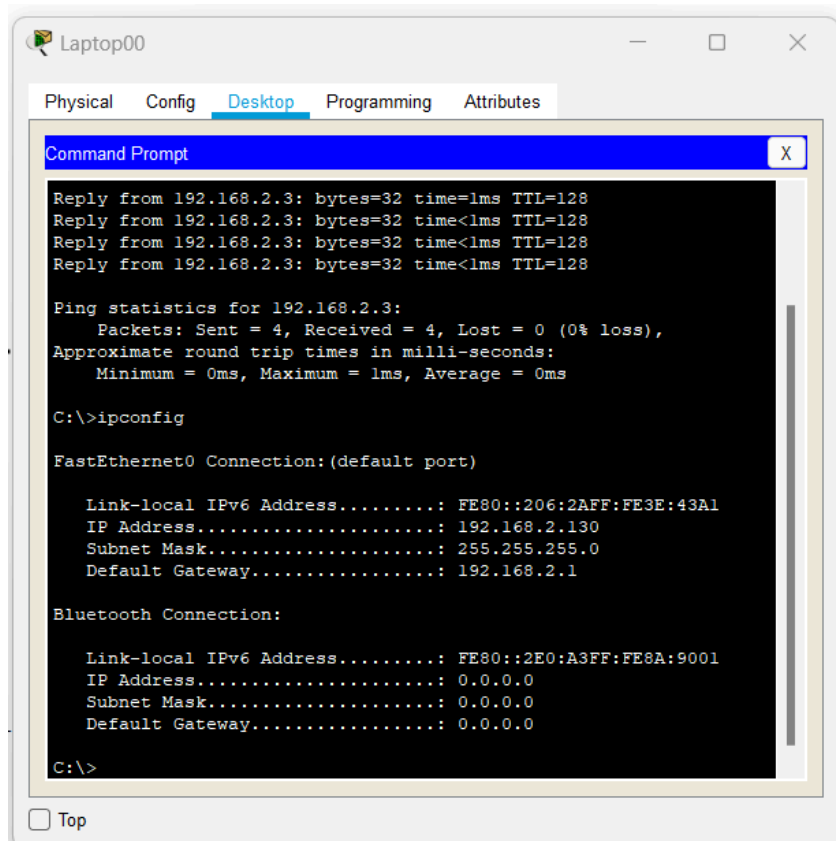 Laptop00
Physical Config Desktop Programming Attributes
Command Prompt X
Reply from 192.168.2.3: bytes=32 time=1ms TTL=128
Reply from 192.168.2.3: bytes=32 time<1ms TTL=128
Reply from 192.168.2.3: bytes=32 time<1ms TTL=128
Reply from 192.168.2.3: bytes=32 time<1ms TTL=128
Ping statistics for 192.168.2.3:
Packets: Sent = 4, Received = 4, Lost = 0 (0% loss),
Approximate round trip times in milli-seconds:
Minimum = 0ms, Maximum = 1ms, Average = 0ms
C:\>ipconfig
FastEthernet0 Connection:(default port)
Link-local IPv6 Address.........: FE80::206:2AFF:FE3E:43A1
IP Address......................: 192.168.2.130
Subnet Mask.....................: 255.255.255.0
Default Gateway.................: 192.168.2.1
Bluetooth Connection:
Link-local IPv6 Address.........: FE80::2E0:A3FF:FE8A:9001
IP Address......................: 0.0.0.0
Subnet Mask.....................: 0.0.0.0
Default Gateway.................: 0.0.0.0
C:\>
Top